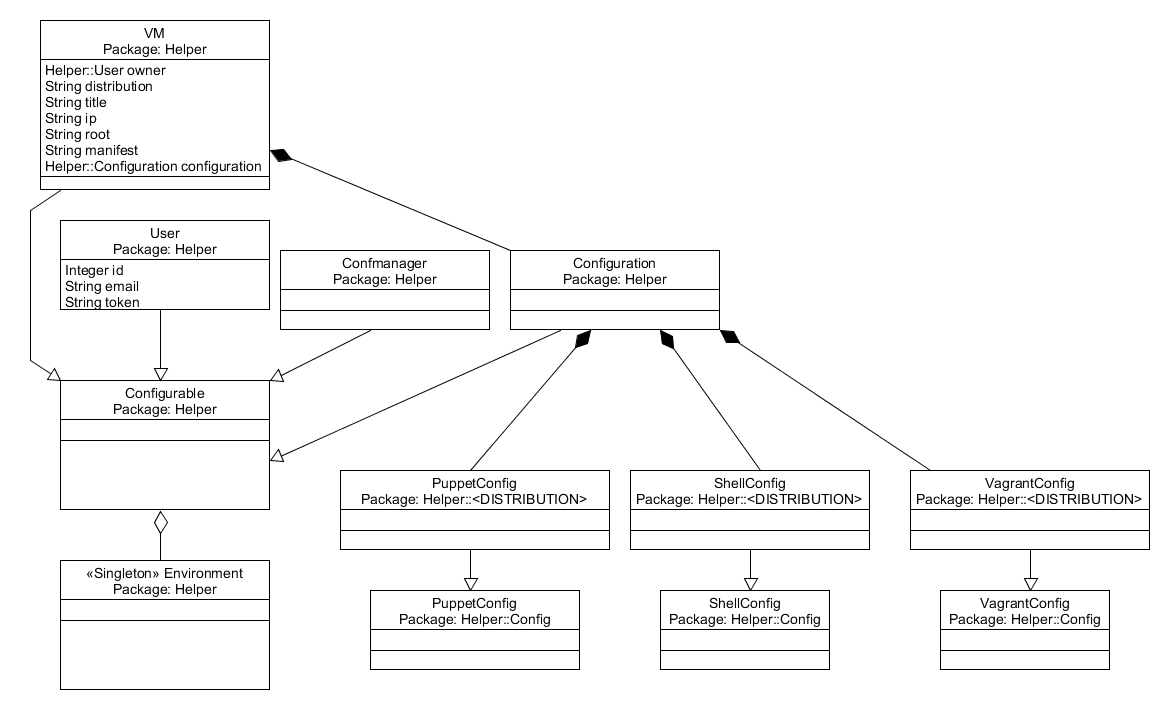 VM
Package: Helper
Helper::User owner
String distribution
String title
String ip
String root
String manifest
Helper::Configuration configuration
User
Package: Helper
Integer id
String email
String token
Confmanager
Package: Helper
Configuration
Package: Helper
Configurable
Package: Helper
PuppetConfig
Package: Helper::<DISTRIBUTION>
ShellConfig
Package: Helper::<DISTRIBUTION>
VagrantConfig
Package: Helper::<DISTRIBUTION>
«Singleton» Environment
Package: Helper
PuppetConfig
Package: Helper::Config
ShellConfig
Package: Helper::Config
VagrantConfig
Package: Helper::Config